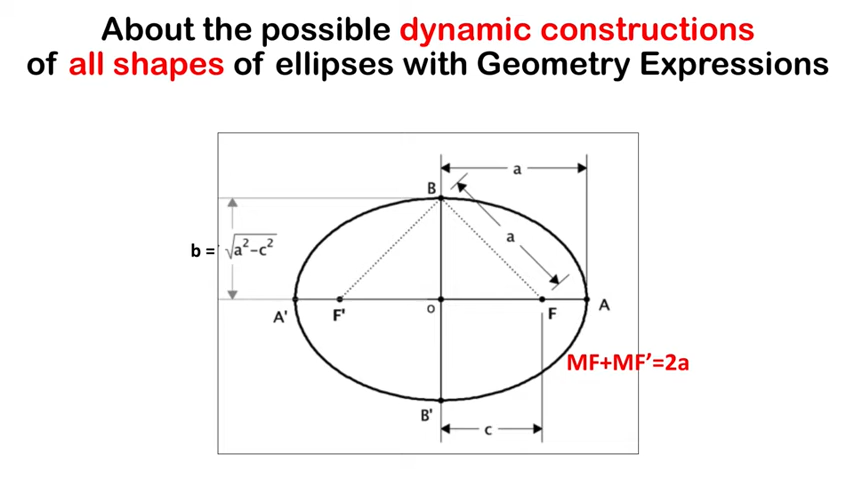 About the possible dynamic constructions
of all shapes of ellipses with Geometry Expressions
a
B
a
b = √a²−c²
A'
F'
O
F
A
MF+MF’=2a
B'
c